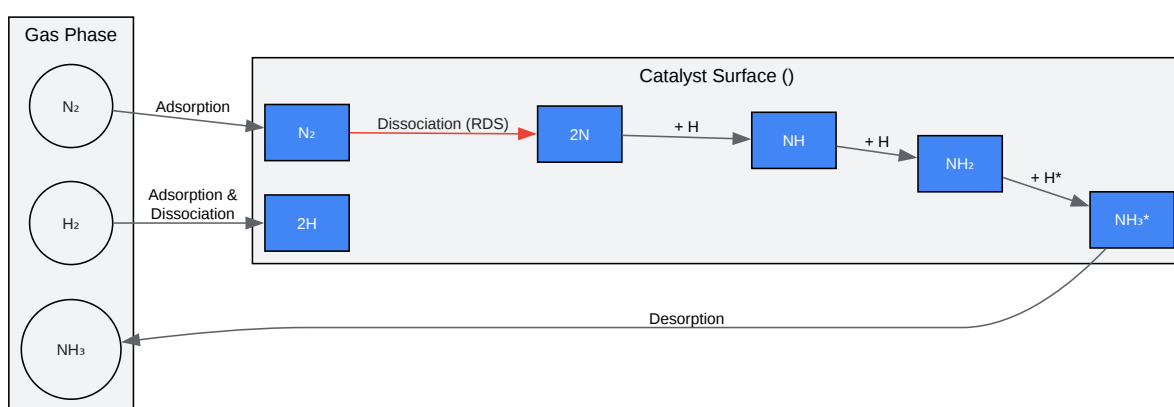 Gas Phase
Catalyst Surface ()
N₂
Adsorption
N₂
Dissociation (RDS)
2N
+ H
NH
+ H
NH₂
+ H*
NH₃*
H₂
Adsorption &
Dissociation
2H
Desorption
NH₃